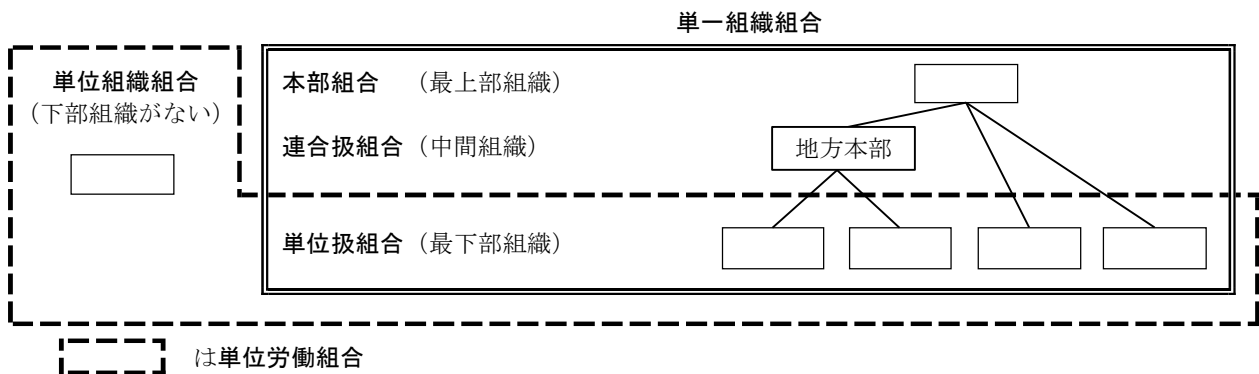 単一組織組合
単位組織組合
（下部組織がない）
本部組合 （最上部組織）
連合扱組合（中間組織）
地方本部
単位扱組合（最下部組織）
は単位労働組合